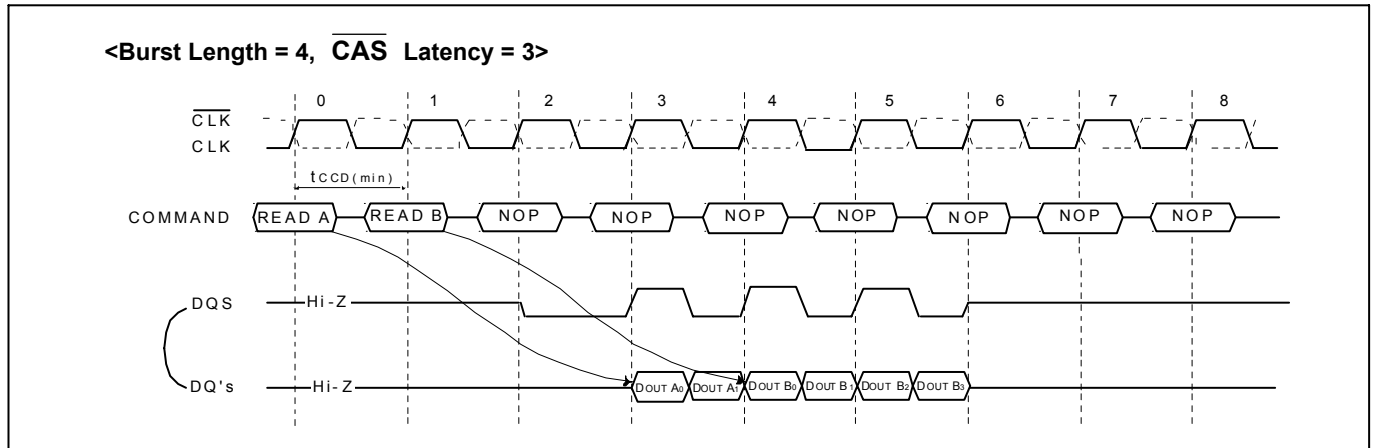 <Burst Length = 4, CAS Latency = 3>
0 1 2 3 4 5 6 7 8
CLK
CLK
tCCD(min)
COMMAND READ A READ B NOP NOP NOP NOP NOP NOP NOP
DQS Hi-Z
DQ's Hi-Z DOUT A0 DOUT A1 DOUT B0 DOUT B1 DOUT B2 DOUT B3